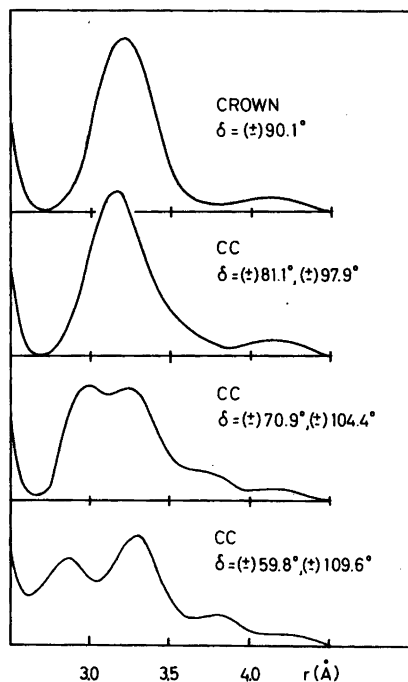 CROWN
δ=(±)90.1°
CC
δ=(±)81.1°,(±)97.9°
CC
δ=(±)70.9°,(±)104.4°
CC
δ=(±)59.8°,(±)109.6°
3.0 3.5 4.0 r(Å)